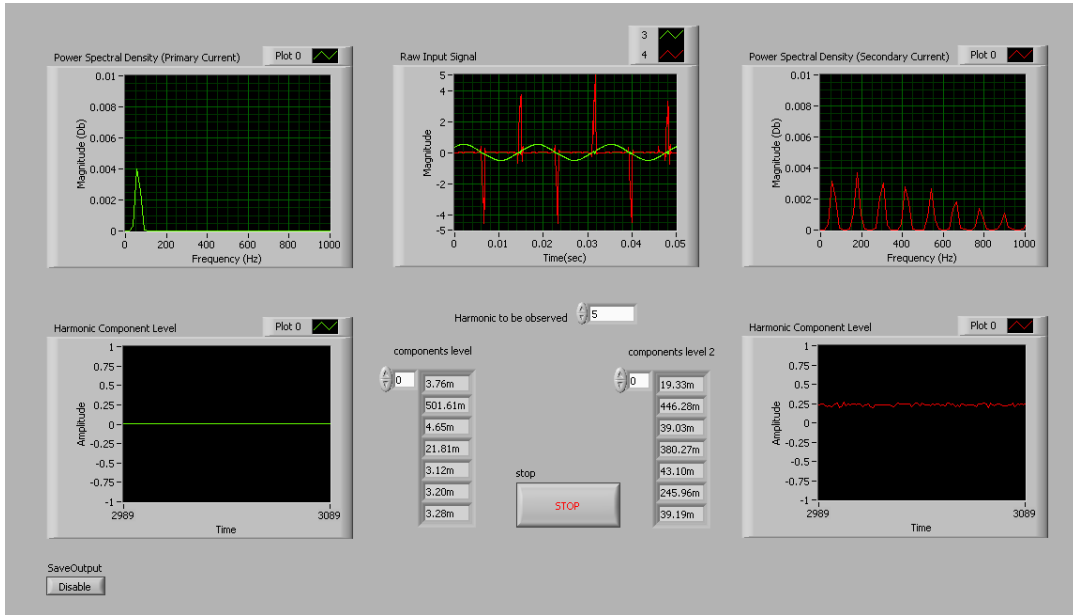 Power Spectral Density (Primary Current)
Plot 0
0.01
0.008
0.006
0.004
0.002
0
Magnitude (Db)
0 200 400 600 800 1000
Frequency (Hz)
3
4
Raw Input Signal
5
4
2
0
-2
-4
-5
Magnitude
0 0.01 0.02 0.03 0.04 0.05
Time(sec)
Power Spectral Density (Secondary Current)
Plot 0
0.01
0.008
0.006
0.004
0.002
0
Magnitude (Db)
0 200 400 600 800 1000
Frequency (Hz)
Harmonic Component Level
Plot 0
1
0.75
0.5
0.25
0
-0.25
-0.5
-0.75
-1
Amplitude
2989 3089
Time
Harmonic to be observed
5
components level
0
3.76m
501.61m
4.65m
21.81m
3.12m
3.20m
3.28m
stop
STOP
components level 2
0
19.33m
446.28m
39.03m
380.27m
43.10m
245.96m
39.19m
Harmonic Component Level
Plot 0
1
0.75
0.5
0.25
0
-0.25
-0.5
-0.75
-1
Amplitude
2989 3089
Time
SaveOutput
Disable